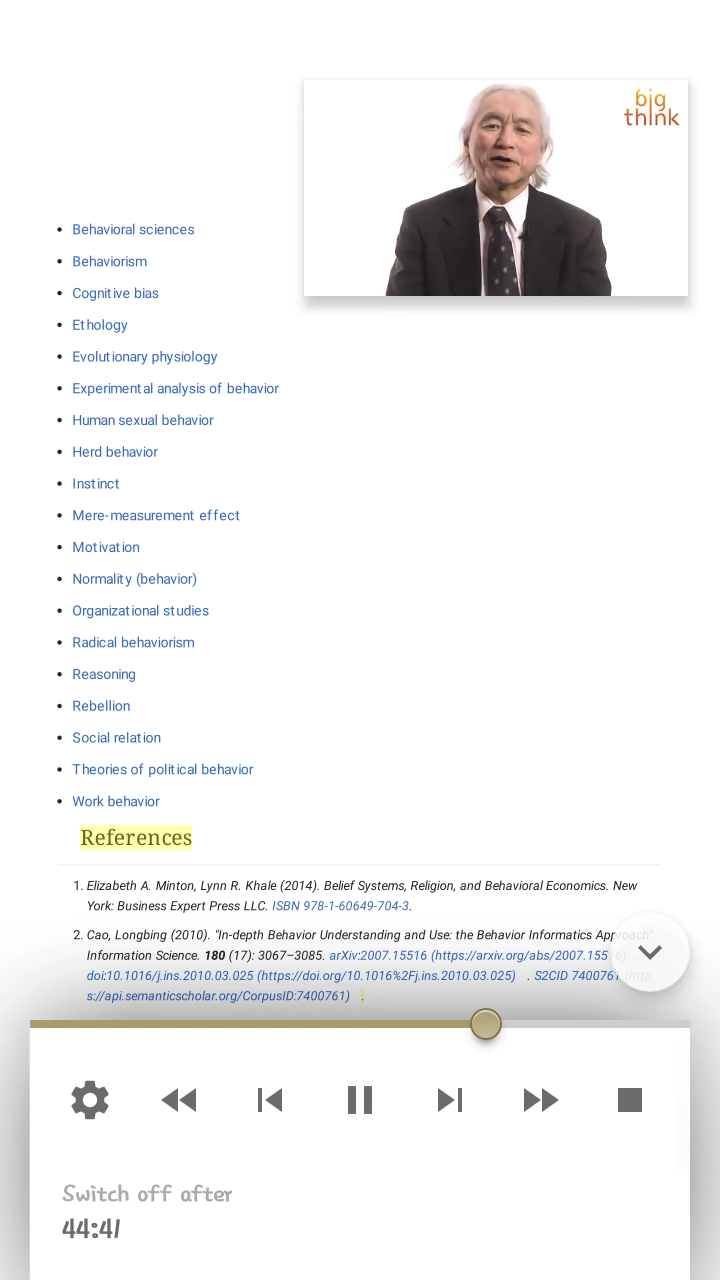 big
think
• Behavioral sciences
• Behaviorism
• Cognitive bias
• Ethology
• Evolutionary physiology
• Experimental analysis of behavior
• Human sexual behavior
• Herd behavior
• Instinct
• Mere-measurement effect
• Motivation
• Normality (behavior)
• Organizational studies
• Radical behaviorism
• Reasoning
• Rebellion
• Social relation
• Theories of political behavior
• Work behavior
References
1. Elizabeth A. Minton, Lynn R. Khale (2014). Belief Systems, Religion, and Behavioral Economics. New
York: Business Expert Press LLC. ISBN 978-1-60649-704-3.
2. Cao, Longbing (2010). "In-depth Behavior Understanding and Use: the Behavior Informatics Approach".
Information Science. 180 (17): 3067–3085. arXiv:2007.15516 (https://arxiv.org/abs/2007.15516) .
doi:10.1016/j.ins.2010.03.025 (https://doi.org/10.1016%2Fj.ins.2010.03.025) . S2CID 7400761 (http
s://api.semanticscholar.org/CorpusID:7400761) .
Switch off after
44:41